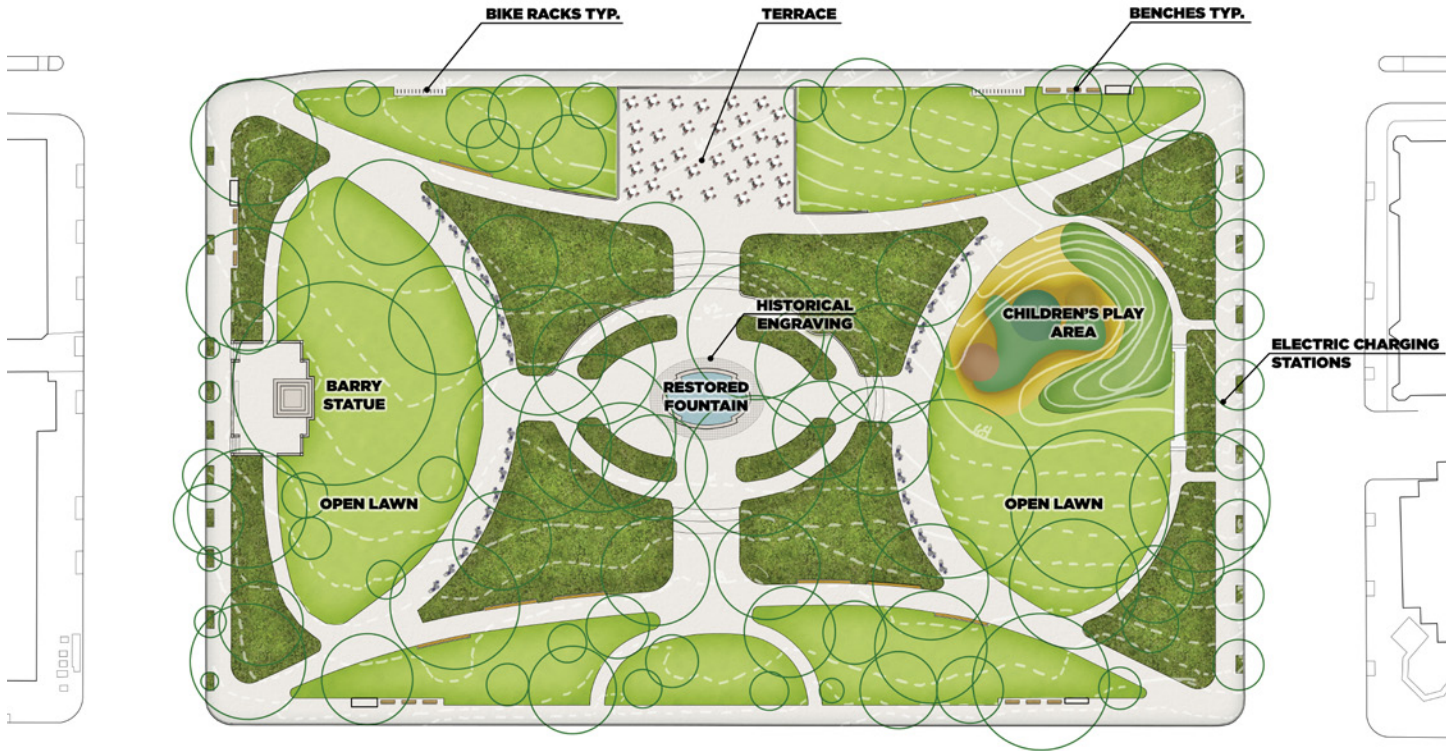 BIKE RACKS TYP.
TERRACE
BENCHES TYP.
HISTORICAL
ENGRAVING
CHILDREN'S PLAY
AREA
ELECTRIC CHARGING
STATIONS
BARRY
STATUE
RESTORED
FOUNTAIN
OPEN LAWN
OPEN LAWN